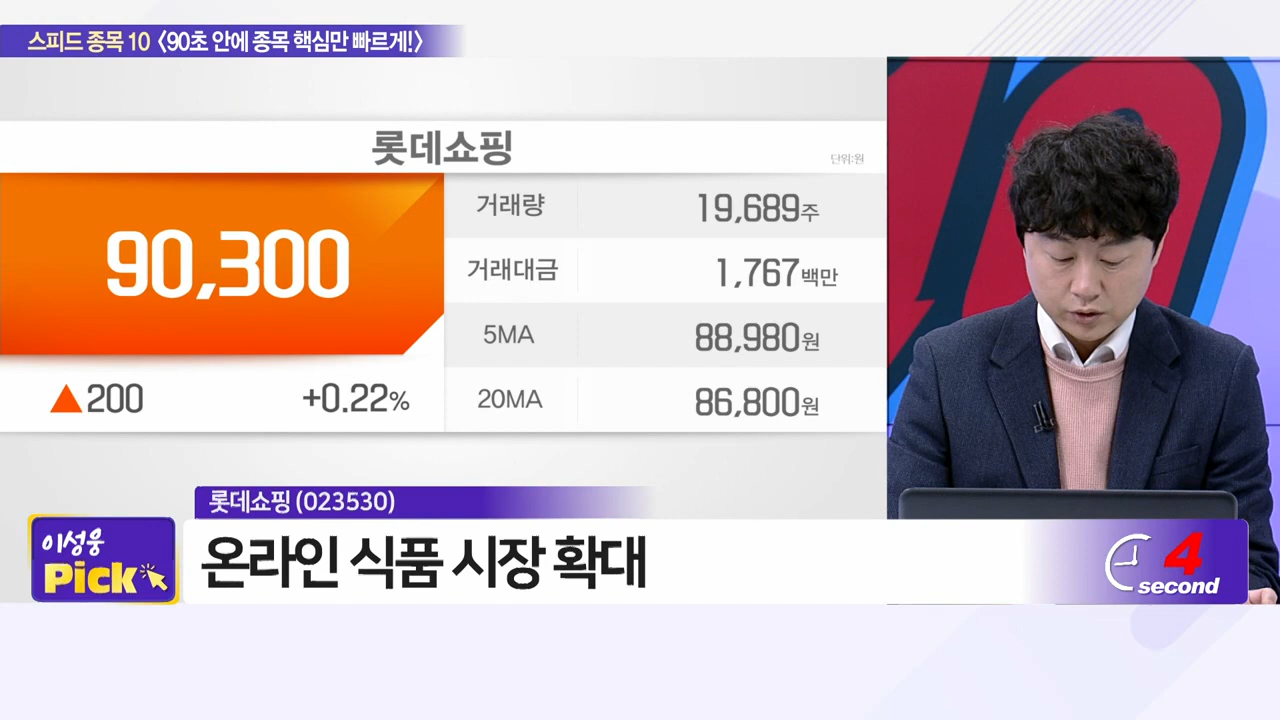 스피드 종목 10 <90초 안에 종목 핵심만 빠르게!>
롯데쇼핑
단위:원
90,300
▲200 +0.22%
거래량 19,689주
거래대금 1,767백만
5MA 88,980원
20MA 86,800원
롯데쇼핑 (023530)
이성웅
Pick
온라인 식품 시장 확대
4
second